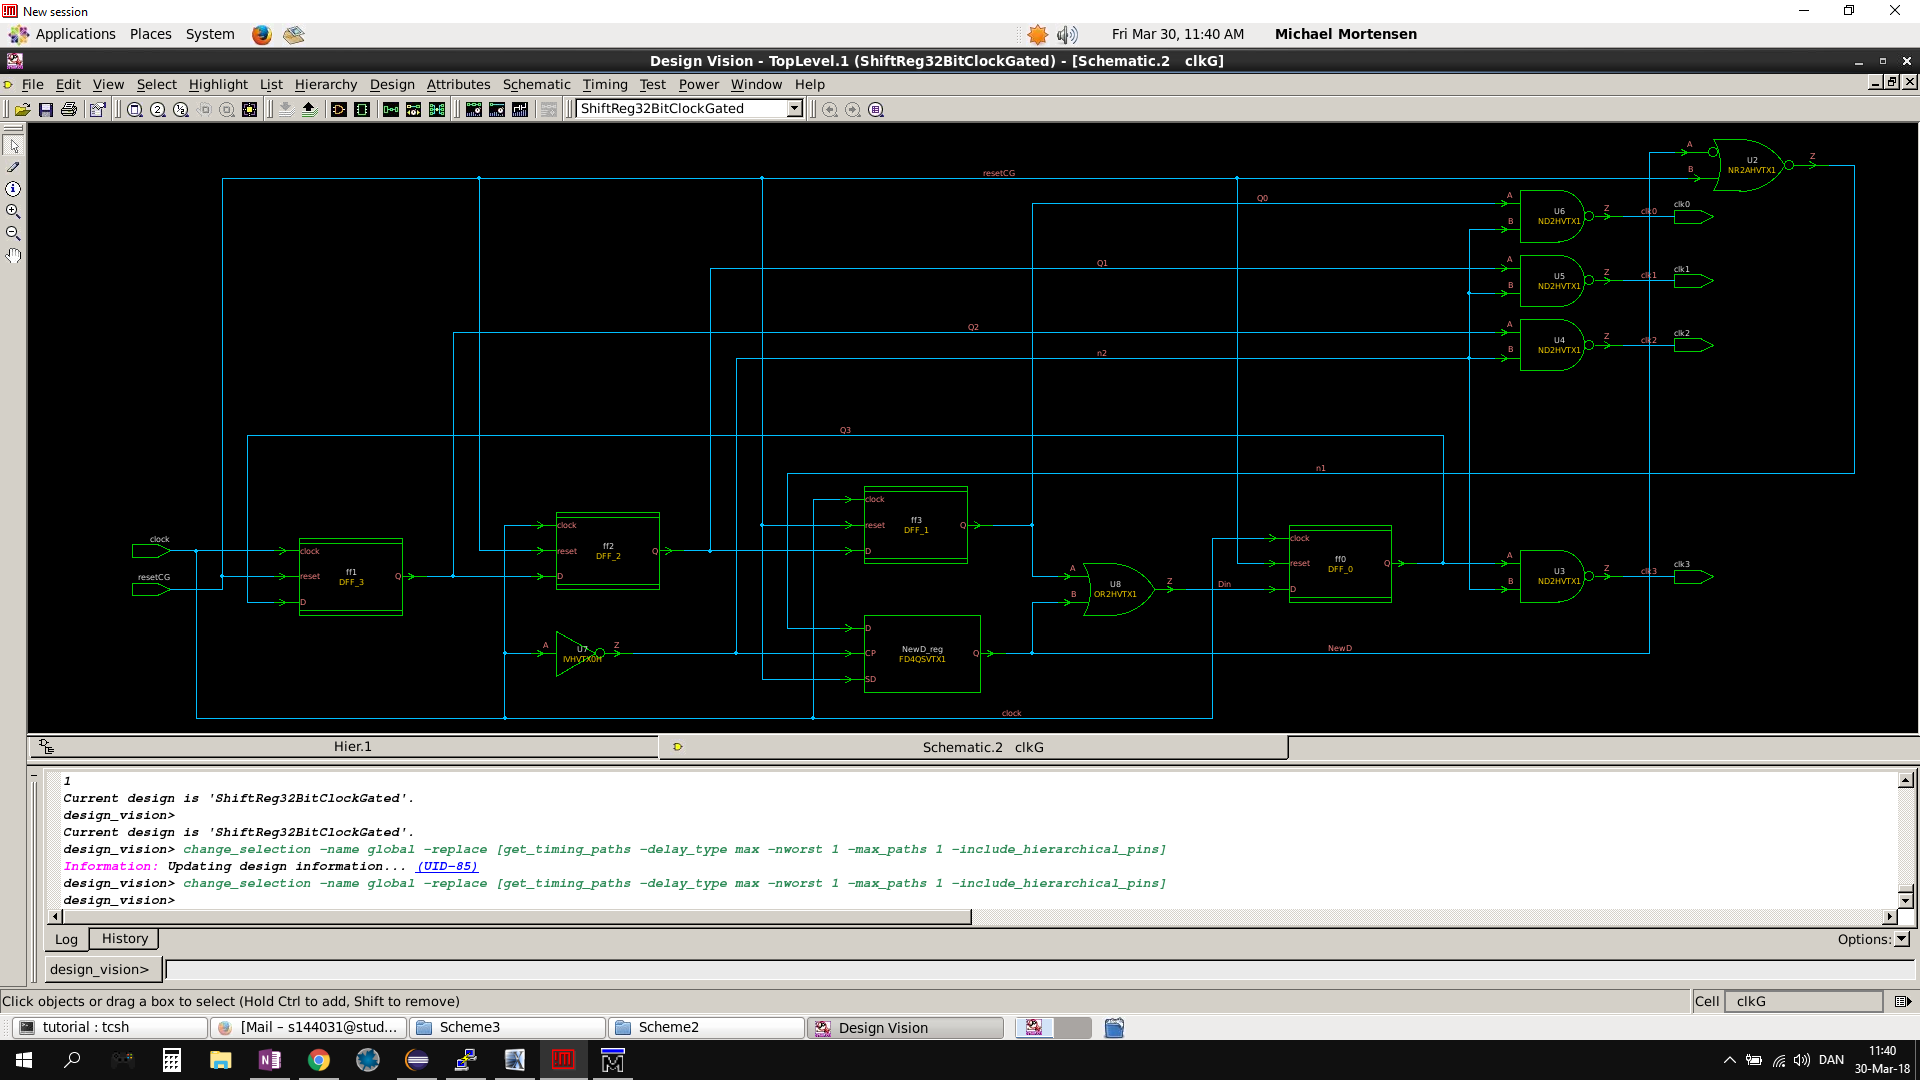 New session
Applications Places System Fri Mar 30, 11:40 AM Michael Mortensen
Design Vision - TopLevel.1 (ShiftReg32BitClockGated) - [Schematic.2 clkG]
File Edit View Select Highlight List Hierarchy Design Attributes Schematic Timing Test Power Window Help
ShiftReg32BitClockGated
A U2 NR2AHVTX1 B Z
resetCG
Q0 A U6 ND2HVTX1 B Z clk0 clk0
Q1 A U5 ND2HVTX1 B Z clk1 clk1
Q2 A U4 ND2HVTX1 B Z clk2 clk2
n2
Q3
n1
clock
resetCG
clock reset D ff1 DFF_3 Q
clock reset D ff2 DFF_2 Q
A U7 IVHVTX0H Z
clock reset D ff3 DFF_1 Q
D CP SD NewD_reg FD4QSVTX1 Q
A B U8 OR2HVTX1 Z
Din
clock reset D ff0 DFF_0 Q
A B U3 ND2HVTX1 Z clk3 clk3
NewD
clock
Hier.1 Schematic.2 clkG
1
Current design is 'ShiftReg32BitClockGated'.
design_vision>
Current design is 'ShiftReg32BitClockGated'.
design_vision> change_selection -name global -replace [get_timing_paths -delay_type max -nworst 1 -max_paths 1 -include_hierarchical_pins]
Information: Updating design information... (UID-85)
design_vision> change_selection -name global -replace [get_timing_paths -delay_type max -nworst 1 -max_paths 1 -include_hierarchical_pins]
design_vision>
Log History Options:
design_vision>
Click objects or drag a box to select (Hold Ctrl to add, Shift to remove) Cell clkG
tutorial : tcsh [Mail – s144031@stud... Scheme3 Scheme2 Design Vision
DAN 11:40
30-Mar-18